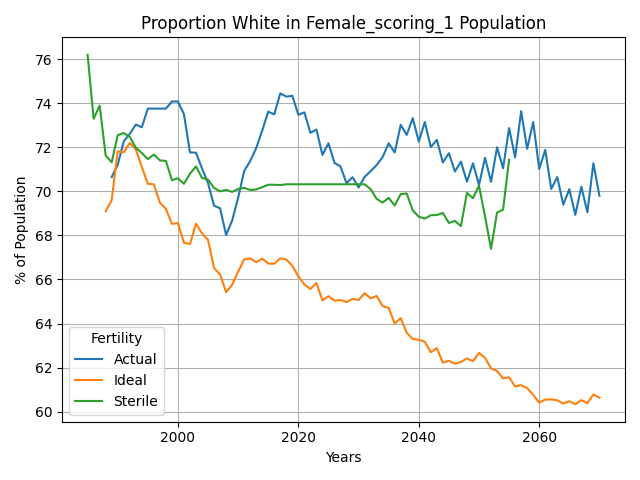 Proportion White in Female_scoring_1 Population
% of Population
76
74
72
70
68
66
64
62
60
Fertility
Actual
Ideal
Sterile
2000
2020
2040
2060
Years